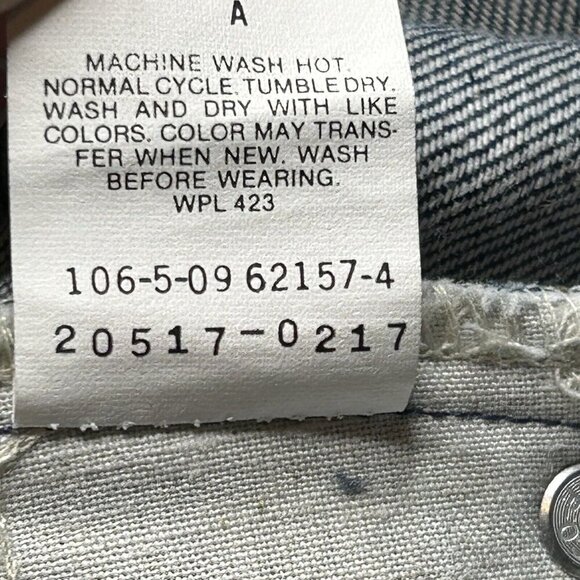 A
MACHINE WASH HOT.
NORMAL CYCLE. TUMBLE DRY.
WASH AND DRY WITH LIKE
COLORS. COLOR MAY TRANS-
FER WHEN NEW. WASH
BEFORE WEARING.
WPL 423
106-5-09 62157-4
20517-0217